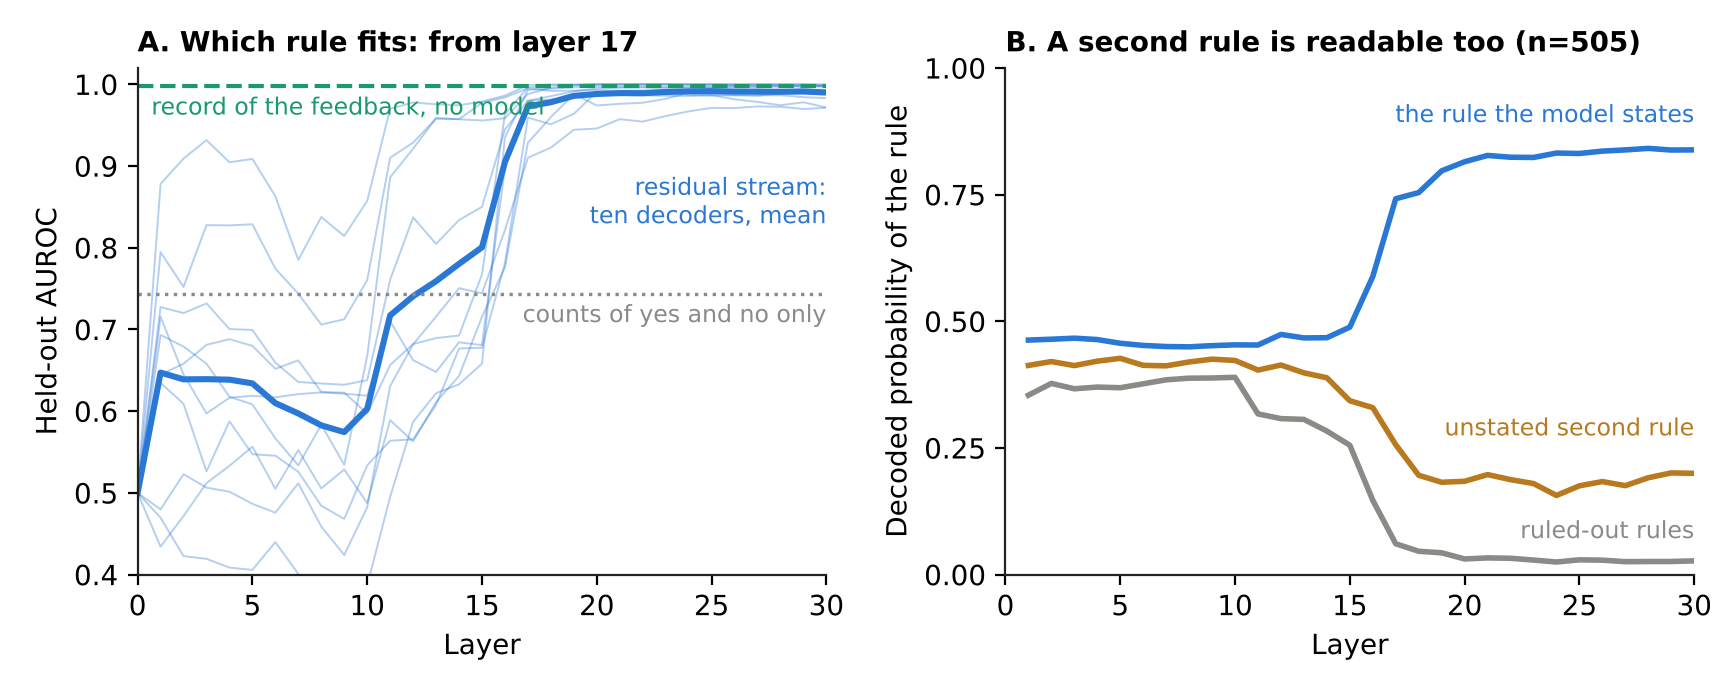 A. Which rule fits: from layer 17
Held-out AUROC
1.0
0.9
0.8
0.7
0.6
0.5
0.4
record of the feedback, no model
residual stream:
ten decoders, mean
counts of yes and no only
0 5 10 15 20 25 30
Layer
B. A second rule is readable too (n=505)
Decoded probability of the rule
1.00
0.75
0.50
0.25
0.00
the rule the model states
unstated second rule
ruled-out rules
0 5 10 15 20 25 30
Layer